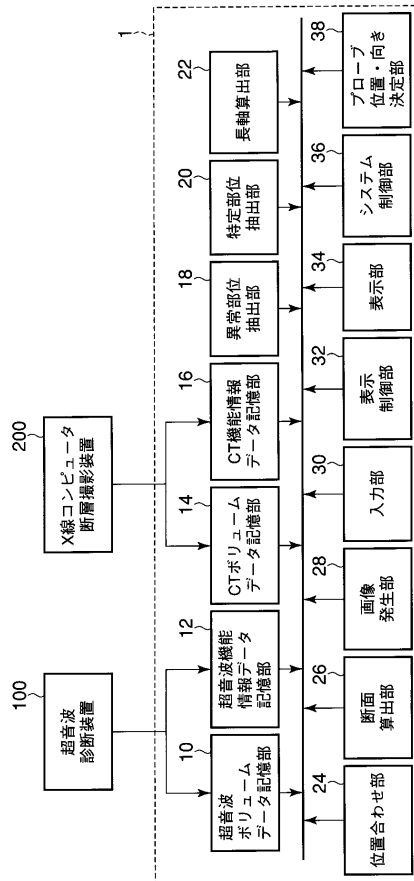 100
超音波
診断装置
200
X線コンピュータ
断層撮影装置
1
10
超音波
ボリューム
データ記憶部
12
超音波機能
情報データ
記憶部
14
CTボリューム
データ記憶部
16
CT機能情報
データ記憶部
18
異常部位
抽出部
20
特定部位
抽出部
22
長軸算出部
24
位置合わせ部
26
断面
算出部
28
画像
発生部
30
入力部
32
表示
制御部
34
表示部
36
システム
制御部
38
プローブ
位置・向き
決定部